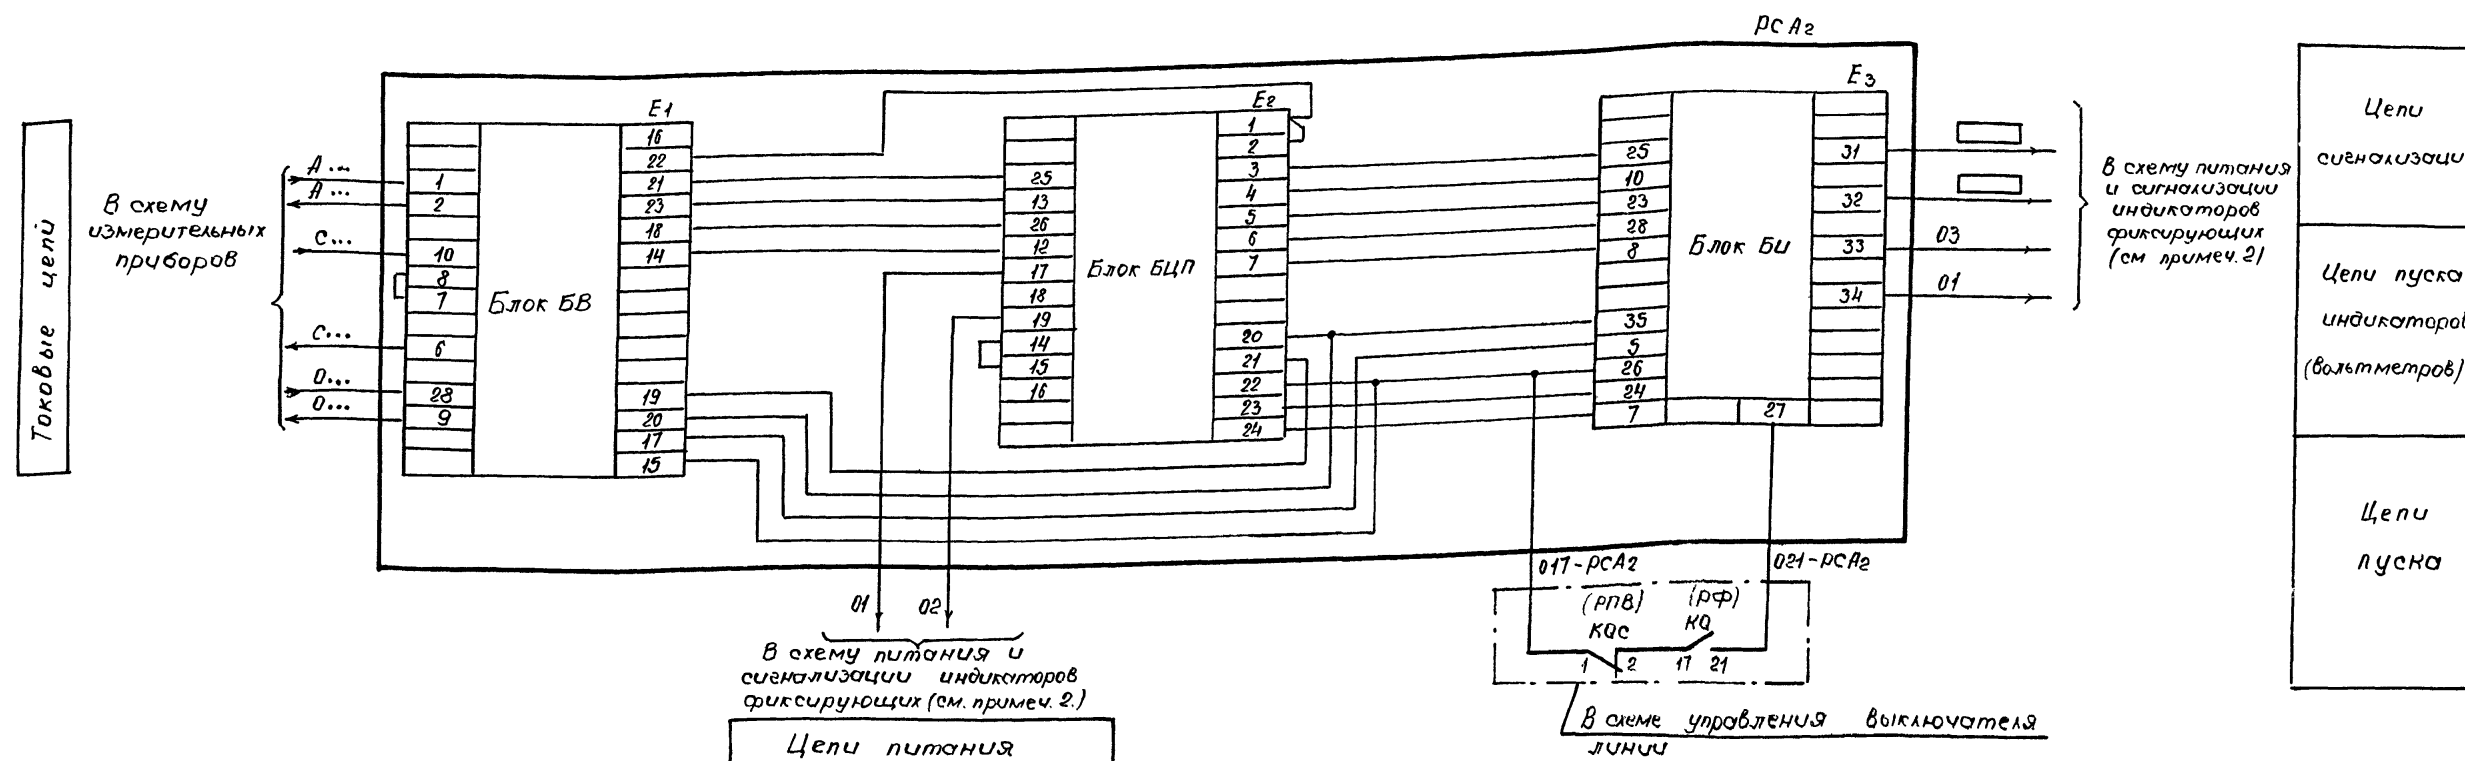 РСА2
Токовые цепи
В схему
измерительных
приборов
А...
А...
С...
С...
О...
О...
1
2
10
8
7
6
28
9
Блок БВ
Е1
16
22
21
23
18
14
19
20
17
15
25
13
26
12
17
18
19
14
15
16
Блок БЦП
Е2
1
2
3
4
5
6
7
20
21
22
23
24
25
10
23
28
8
35
5
26
24
7
Блок БИ
27
Е3
31
32
33
34
03
01
В схему питания
и сигнализации
индикаторов
фиксирующих
(см примеч. 2)
Цепи
сигнализаци
Цепи пуска
индикаторов
(вольтметров)
Цепи
пуска
01
02
В схему питания и
сигнализации индикаторов
фиксирующих (см. примеч. 2.)
Цепи питания
017-РСА2
021-РСА2
(РПВ)
(РФ)
KQC
KQ
1
2
17
21
В схеме управления выключателя
линии